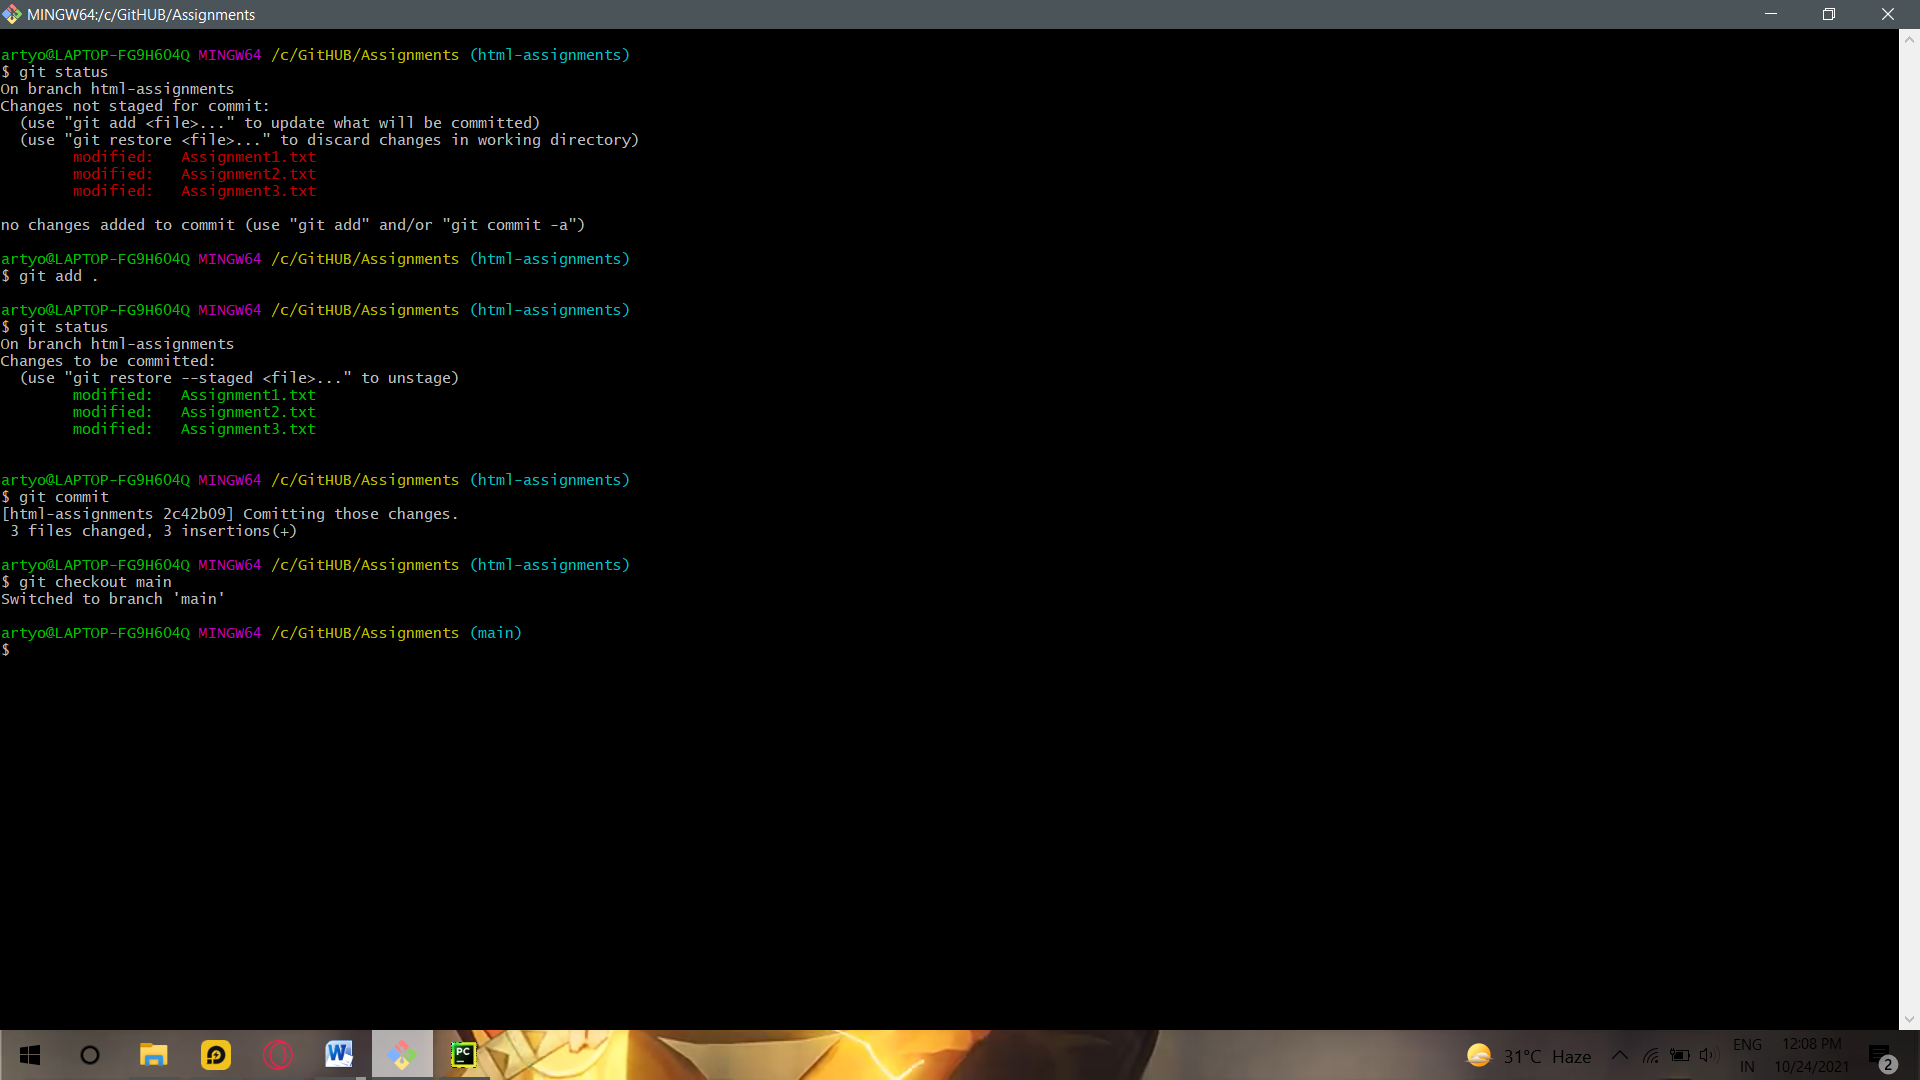 MINGW64:/c/GitHUB/Assignments
artyo@LAPTOP-FG9H6O4Q MINGW64 /c/GitHUB/Assignments (html-assignments)
$ git status
On branch html-assignments
Changes not staged for commit:
  (use "git add <file>..." to update what will be committed)
  (use "git restore <file>..." to discard changes in working directory)
        modified:   Assignment1.txt
        modified:   Assignment2.txt
        modified:   Assignment3.txt
no changes added to commit (use "git add" and/or "git commit -a")
artyo@LAPTOP-FG9H6O4Q MINGW64 /c/GitHUB/Assignments (html-assignments)
$ git add .
artyo@LAPTOP-FG9H6O4Q MINGW64 /c/GitHUB/Assignments (html-assignments)
$ git status
On branch html-assignments
Changes to be committed:
  (use "git restore --staged <file>..." to unstage)
        modified:   Assignment1.txt
        modified:   Assignment2.txt
        modified:   Assignment3.txt
artyo@LAPTOP-FG9H6O4Q MINGW64 /c/GitHUB/Assignments (html-assignments)
$ git commit
[html-assignments 2c42b09] Comitting those changes.
 3 files changed, 3 insertions(+)
artyo@LAPTOP-FG9H6O4Q MINGW64 /c/GitHUB/Assignments (html-assignments)
$ git checkout main
Switched to branch 'main'
artyo@LAPTOP-FG9H6O4Q MINGW64 /c/GitHUB/Assignments (main)
$
W
PC
31°C Haze
ENG
IN
12:08 PM
10/24/2021
2